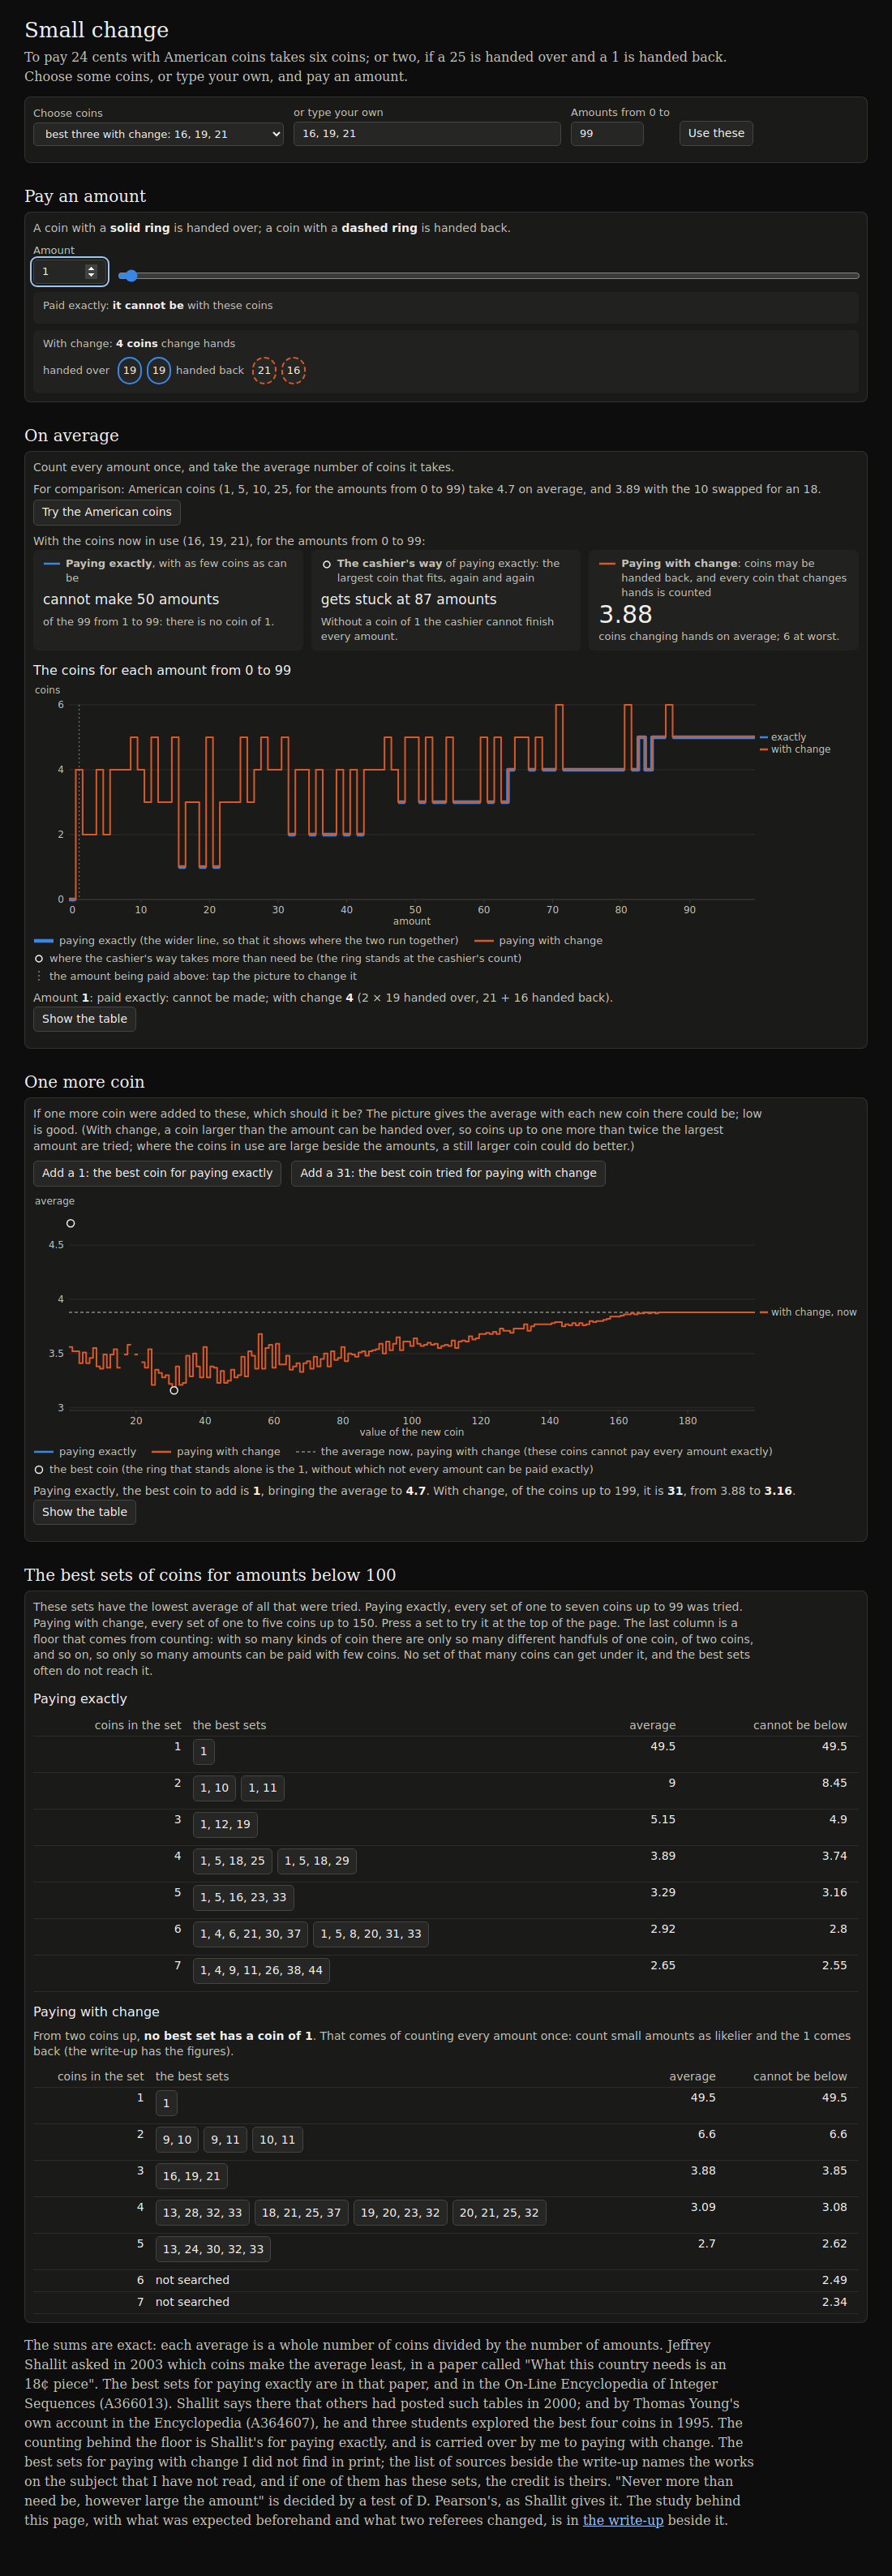 Small change
To pay 24 cents with American coins takes six coins; or two, if a 25 is handed over and a 1 is handed back.
Choose some coins, or type your own, and pay an amount.
Choose coins
or type your own
Amounts from 0 to
best three with change: 16, 19, 21
16, 19, 21
99
Use these
Pay an amount
A coin with a solid ring is handed over; a coin with a dashed ring is handed back.
Amount
1
Paid exactly: it cannot be with these coins
With change: 4 coins change hands
handed over 19 19 handed back 21 16
On average
Count every amount once, and take the average number of coins it takes.
For comparison: American coins (1, 5, 10, 25, for the amounts from 0 to 99) take 4.7 on average, and 3.89 with the 10 swapped for an 18.
Try the American coins
With the coins now in use (16, 19, 21), for the amounts from 0 to 99:
Paying exactly, with as few coins as can
be
cannot make 50 amounts
of the 99 from 1 to 99: there is no coin of 1.
The cashier's way of paying exactly: the
largest coin that fits, again and again
gets stuck at 87 amounts
Without a coin of 1 the cashier cannot finish
every amount.
Paying with change: coins may be
handed back, and every coin that changes
hands is counted
3.88
coins changing hands on average; 6 at worst.
The coins for each amount from 0 to 99
coins
6
4
2
0
exactly
with change
0 10 20 30 40 50 60 70 80 90
amount
paying exactly (the wider line, so that it shows where the two run together) paying with change
where the cashier's way takes more than need be (the ring stands at the cashier's count)
the amount being paid above: tap the picture to change it
Amount 1: paid exactly: cannot be made; with change 4 (2 × 19 handed over, 21 + 16 handed back).
Show the table
One more coin
If one more coin were added to these, which should it be? The picture gives the average with each new coin there could be; low
is good. (With change, a coin larger than the amount can be handed over, so coins up to one more than twice the largest
amount are tried; where the coins in use are large beside the amounts, a still larger coin could do better.)
Add a 1: the best coin for paying exactly
Add a 31: the best coin tried for paying with change
average
4.5
4
3.5
3
with change, now
20 40 60 80 100 120 140 160 180
value of the new coin
paying exactly paying with change the average now, paying with change (these coins cannot pay every amount exactly)
the best coin (the ring that stands alone is the 1, without which not every amount can be paid exactly)
Paying exactly, the best coin to add is 1, bringing the average to 4.7. With change, of the coins up to 199, it is 31, from 3.88 to 3.16.
Show the table
The best sets of coins for amounts below 100
These sets have the lowest average of all that were tried. Paying exactly, every set of one to seven coins up to 99 was tried.
Paying with change, every set of one to five coins up to 150. Press a set to try it at the top of the page. The last column is a
floor that comes from counting: with so many kinds of coin there are only so many different handfuls of one coin, of two coins,
and so on, so only so many amounts can be paid with few coins. No set of that many coins can get under it, and the best sets
often do not reach it.
Paying exactly
coins in the set the best sets average cannot be below
1 1 49.5 49.5
2 1, 10 1, 11 9 8.45
3 1, 12, 19 5.15 4.9
4 1, 5, 18, 25 1, 5, 18, 29 3.89 3.74
5 1, 5, 16, 23, 33 3.29 3.16
6 1, 4, 6, 21, 30, 37 1, 5, 8, 20, 31, 33 2.92 2.8
7 1, 4, 9, 11, 26, 38, 44 2.65 2.55
Paying with change
From two coins up, no best set has a coin of 1. That comes of counting every amount once: count small amounts as likelier and the 1 comes
back (the write-up has the figures).
coins in the set the best sets average cannot be below
1 1 49.5 49.5
2 9, 10 9, 11 10, 11 6.6 6.6
3 16, 19, 21 3.88 3.85
4 13, 28, 32, 33 18, 21, 25, 37 19, 20, 23, 32 20, 21, 25, 32 3.09 3.08
5 13, 24, 30, 32, 33 2.7 2.62
6 not searched 2.49
7 not searched 2.34
The sums are exact: each average is a whole number of coins divided by the number of amounts. Jeffrey
Shallit asked in 2003 which coins make the average least, in a paper called "What this country needs is an
18¢ piece". The best sets for paying exactly are in that paper, and in the On-Line Encyclopedia of Integer
Sequences (A366013). Shallit says there that others had posted such tables in 2000; and by Thomas Young's
own account in the Encyclopedia (A364607), he and three students explored the best four coins in 1995. The
counting behind the floor is Shallit's for paying exactly, and is carried over by me to paying with change. The
best sets for paying with change I did not find in print; the list of sources beside the write-up names the works
on the subject that I have not read, and if one of them has these sets, the credit is theirs. "Never more than
need be, however large the amount" is decided by a test of D. Pearson's, as Shallit gives it. The study behind
this page, with what was expected beforehand and what two referees changed, is in the write-up beside it.